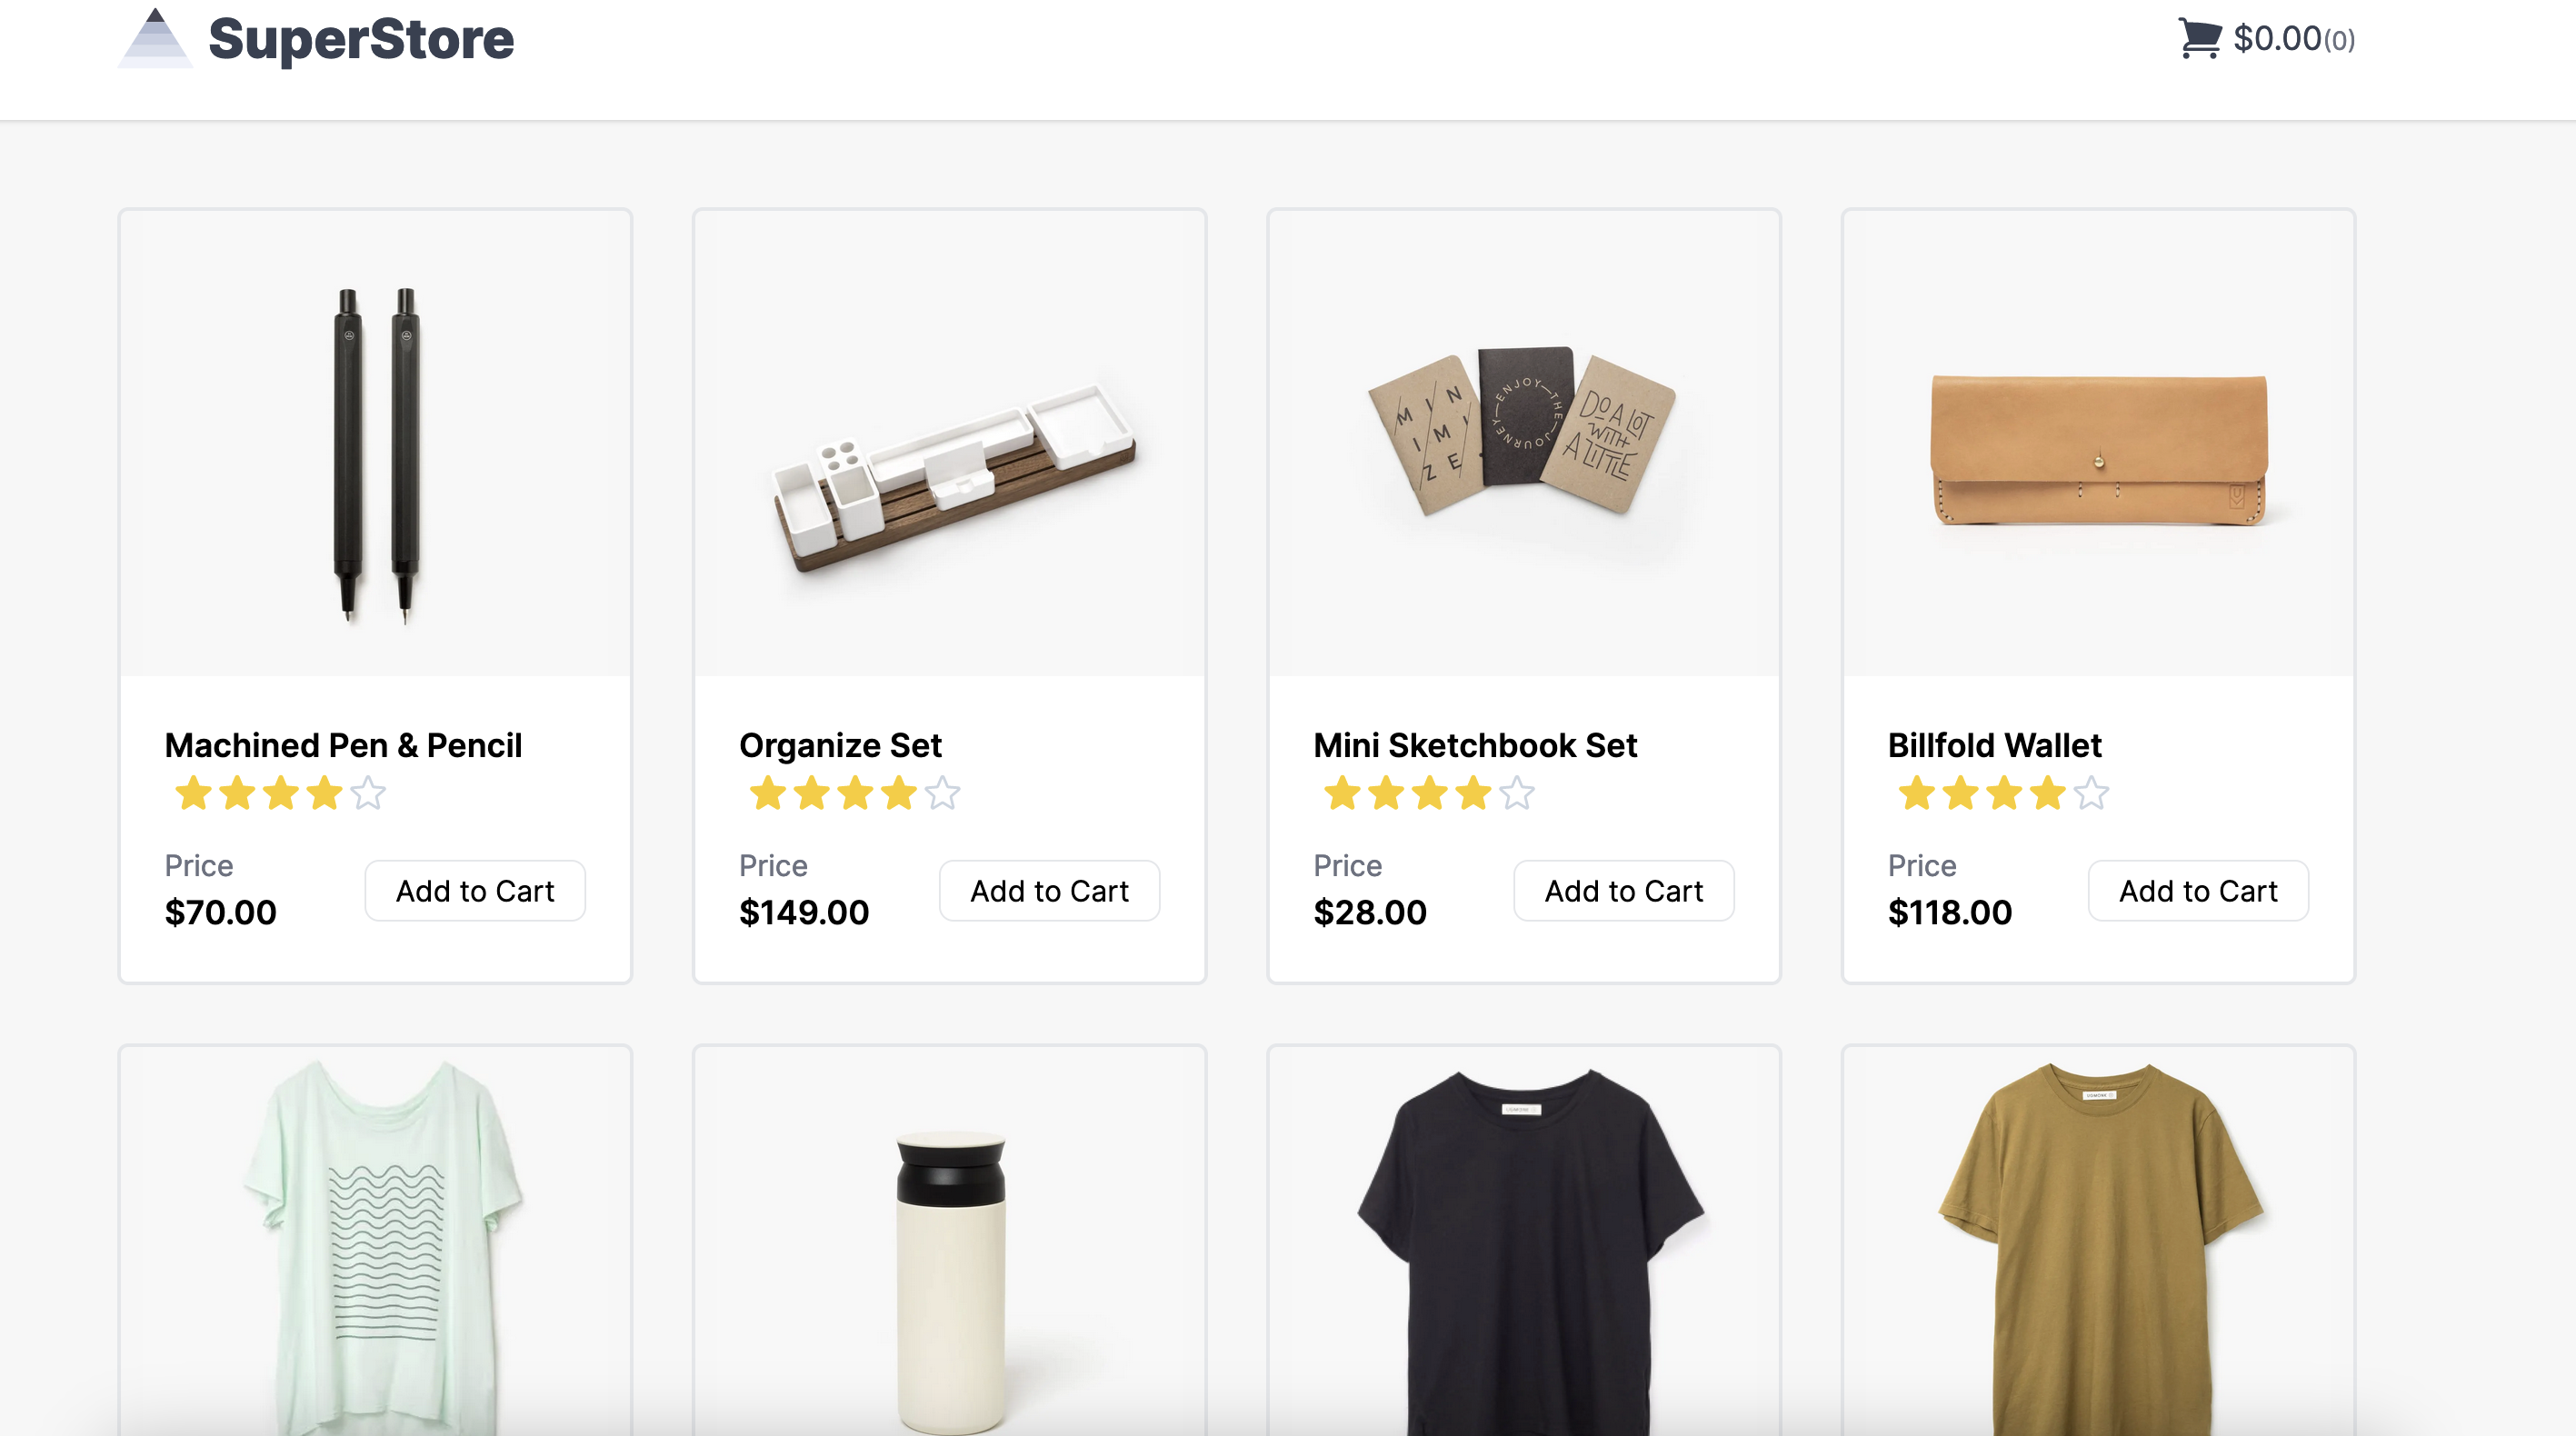 SuperStore
$0.00(0)
MINIMIZE.
ENJOY THE JOURNEY
DO A LOT
WITH
A LITTLE
Machined Pen & Pencil
Organize Set
Mini Sketchbook Set
Billfold Wallet
Price
$70.00
Add to Cart
Price
$149.00
Add to Cart
Price
$28.00
Add to Cart
Price
$118.00
Add to Cart